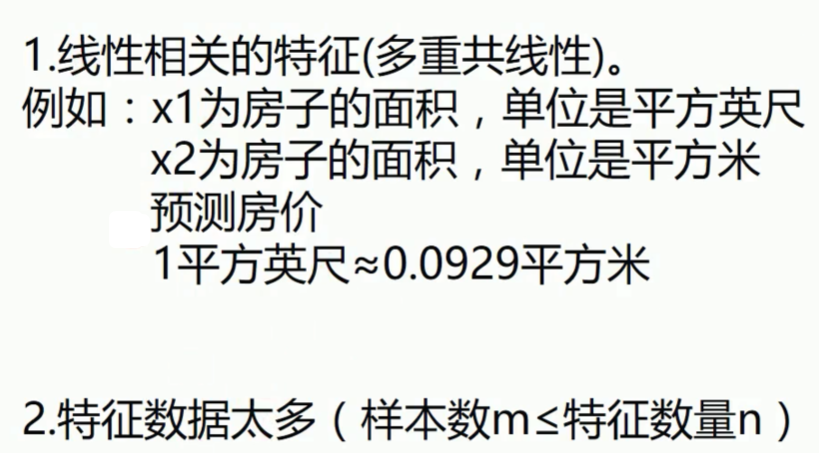 1.线性相关的特征(多重共线性)。
例如：x1为房子的面积，单位是平方英尺
x2为房子的面积，单位是平方米
预测房价
1平方英尺≈0.0929平方米
2.特征数据太多（样本数m≤特征数量n）